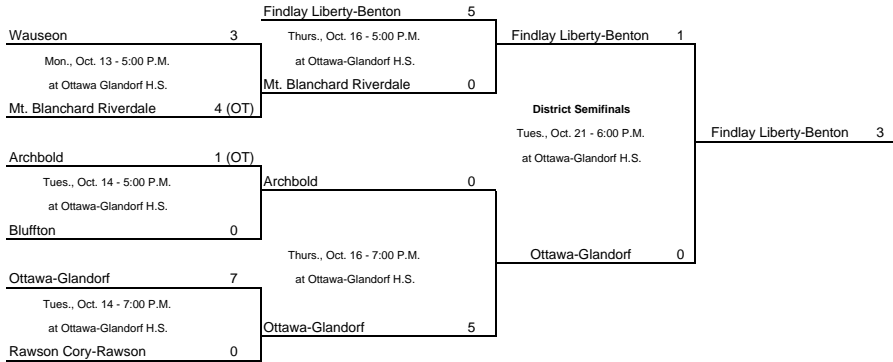 Findlay Liberty-Benton 5
Wauseon 3
Thurs., Oct. 16 - 5:00 P.M.
Findlay Liberty-Benton 1
Mon., Oct. 13 - 5:00 P.M.
at Ottawa-Glandorf H.S.
at Ottawa Glandorf H.S.
Mt. Blanchard Riverdale 0
Mt. Blanchard Riverdale 4 (OT)
District Semifinals
Tues., Oct. 21 - 6:00 P.M.
Findlay Liberty-Benton 3
Archbold 1 (OT)
at Ottawa-Glandorf H.S.
Tues., Oct. 14 - 5:00 P.M.
Archbold 0
at Ottawa-Glandorf H.S.
Bluffton 0
Thurs., Oct. 16 - 7:00 P.M.
Ottawa-Glandorf 0
Ottawa-Glandorf 7
at Ottawa-Glandorf H.S.
Tues., Oct. 14 - 7:00 P.M.
at Ottawa-Glandorf H.S.
Ottawa-Glandorf 5
Rawson Cory-Rawson 0